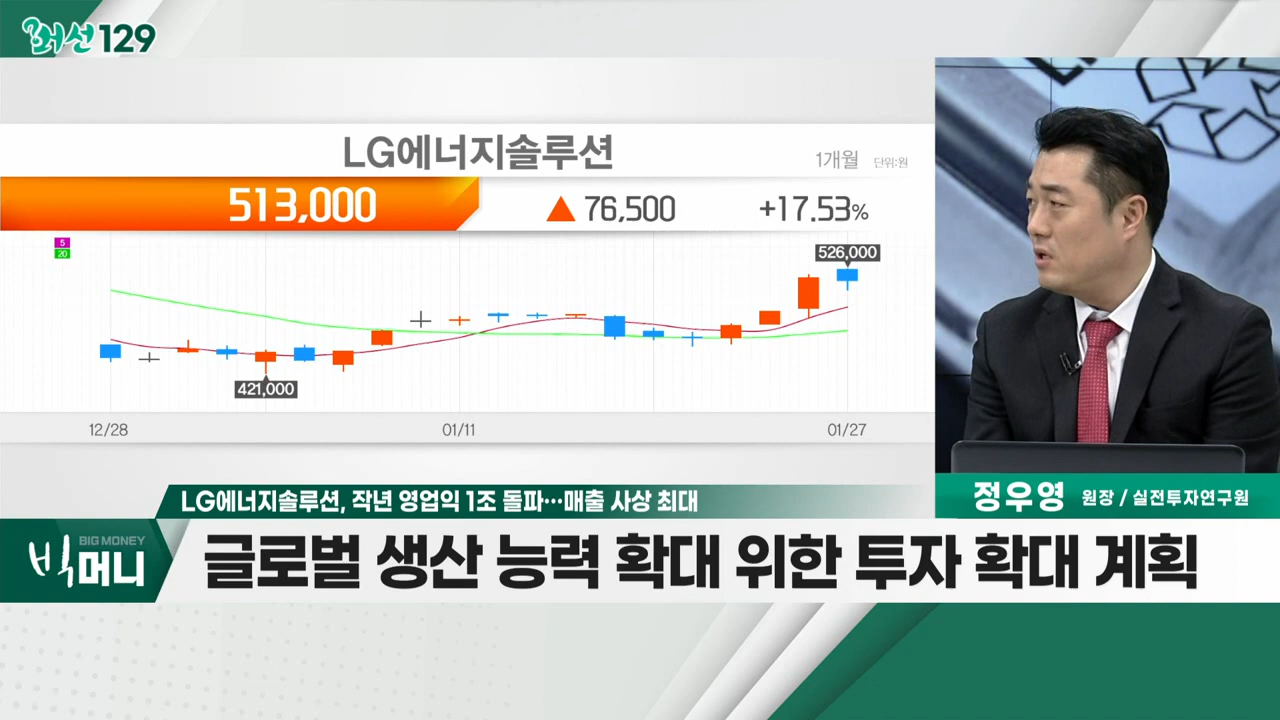 최선129
LG에너지솔루션
1개월 단위:원
513,000 ▲ 76,500 +17.53%
5
20
526,000
421,000
12/28 01/11 01/27
정우영 원장 / 실전투자연구원
LG에너지솔루션, 작년 영업익 1조 돌파…매출 사상 최대
BIG MONEY
빅머니
글로벌 생산 능력 확대 위한 투자 확대 계획